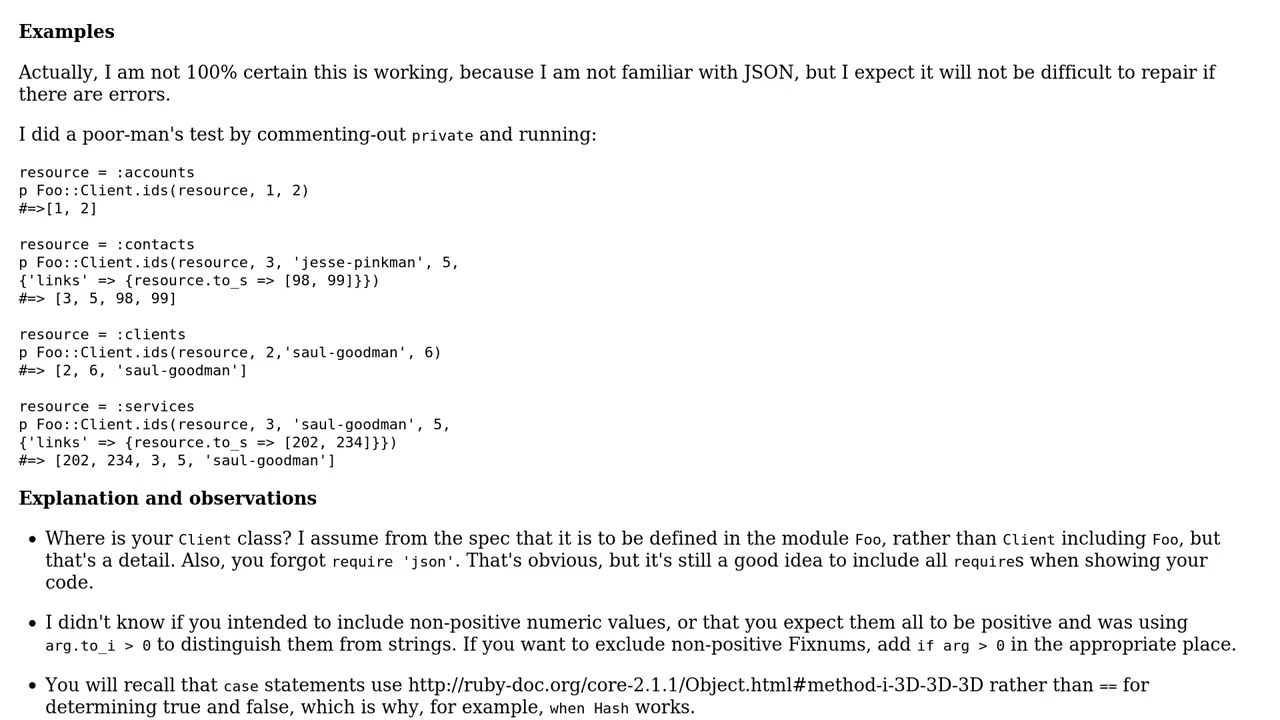 Examples
Actually, I am not 100% certain this is working, because I am not familiar with JSON, but I expect it will not be difficult to repair if
there are errors.
I did a poor-man's test by commenting-out private and running:
resource = :accounts
p Foo::Client.ids(resource, 1, 2)
#=>[1, 2]
resource = :contacts
p Foo::Client.ids(resource, 3, 'jesse-pinkman', 5,
{'links' => {resource.to_s => [98, 99]}})
#=> [3, 5, 98, 99]
resource = :clients
p Foo::Client.ids(resource, 2,'saul-goodman', 6)
#=> [2, 6, 'saul-goodman']
resource = :services
p Foo::Client.ids(resource, 3, 'saul-goodman', 5,
{'links' => {resource.to_s => [202, 234]}})
#=> [202, 234, 3, 5, 'saul-goodman']
Explanation and observations
• Where is your Client class? I assume from the spec that it is to be defined in the module Foo, rather than Client including Foo, but
that's a detail. Also, you forgot require 'json'. That's obvious, but it's still a good idea to include all requires when showing your
code.
• I didn't know if you intended to include non-positive numeric values, or that you expect them all to be positive and was using
arg.to_i > 0 to distinguish them from strings. If you want to exclude non-positive Fixnums, add if arg > 0 in the appropriate place.
• You will recall that case statements use http://ruby-doc.org/core-2.1.1/Object.html#method-i-3D-3D-3D rather than == for
determining true and false, which is why, for example, when Hash works.